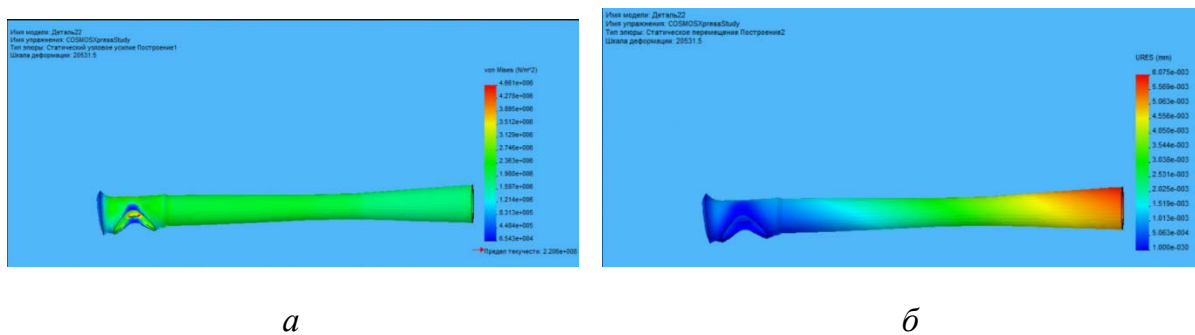 Имя модели: Деталь22
Имя упражнения: COSMOSXpressStudy
Тип эпюры: Статический узловое усилие Построение1
Шкала деформации: 20531.5
von Mises (N/m^2)
4.661e+006
4.278e+006
3.895e+006
3.512e+006
3.129e+006
2.746e+006
2.363e+006
1.980e+006
1.597e+006
1.214e+006
8.313e+005
4.484e+005
6.543e+004
Предел текучести: 2.206e+008
а
Имя модели: Деталь22
Имя упражнения: COSMOSXpressStudy
Тип эпюры: Статическое перемещение Построение2
Шкала деформации: 20531.5
URES (mm)
6.075e-003
5.569e-003
5.063e-003
4.556e-003
4.050e-003
3.544e-003
3.038e-003
2.531e-003
2.025e-003
1.519e-003
1.013e-003
5.063e-004
1.000e-030
б